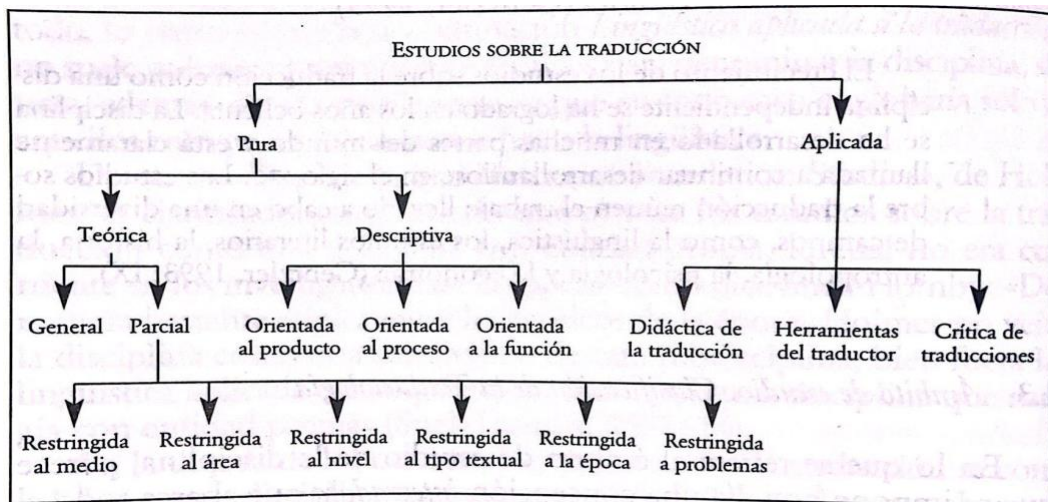 ESTUDIOS SOBRE LA TRADUCCIÓN
Pura
Aplicada
Teórica
Descriptiva
General
Parcial
Orientada
al producto
Orientada
al proceso
Orientada
a la función
Didáctica de
la traducción
Herramientas
del traductor
Crítica de
traducciones
Restringida
al medio
Restringida
al área
Restringida
al nivel
Restringida
al tipo textual
Restringida
a la época
Restringida
a problemas